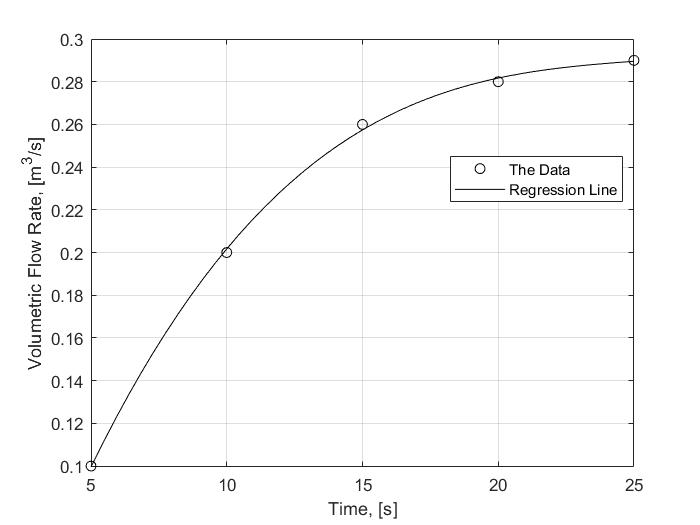 0.3
0.28
0.26
0.24
0.22
0.2
0.18
0.16
0.14
0.12
0.1
Volumetric Flow Rate, [m³/s]
The Data
Regression Line
5 10 15 20 25
Time, [s]